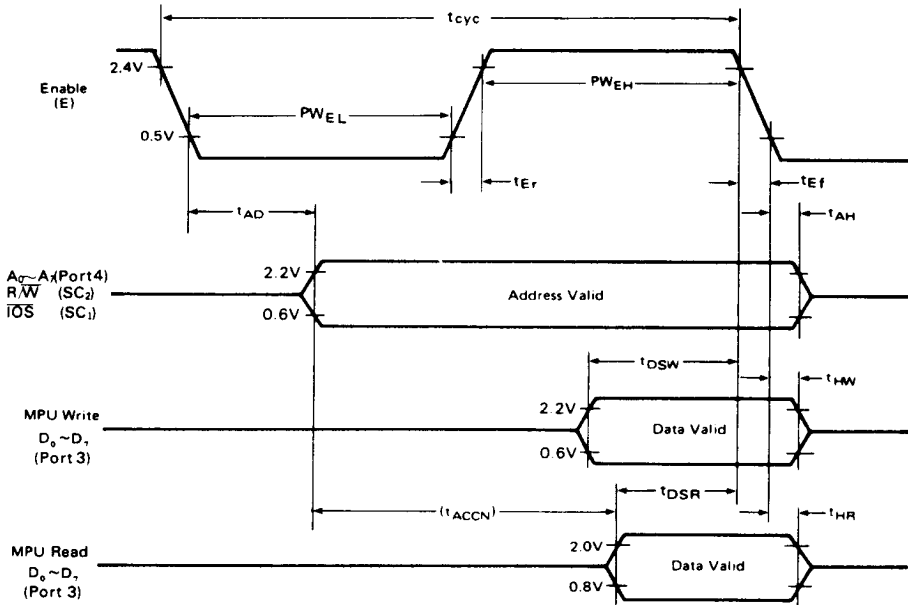 tcyc
2.4V
Enable
(E)
PWEL
PWEH
0.5V
tEr
tEf
tAD
tAH
A0~A7(Port4)
R/W̅ (SC2)
I̅O̅S̅ (SC1)
2.2V
Address Valid
0.6V
tDSW
tHW
MPU Write
D0~D7
(Port 3)
2.2V
Data Valid
0.6V
tDSR
(tACCN)
tHR
MPU Read
D0~D7
(Port 3)
2.0V
Data Valid
0.8V